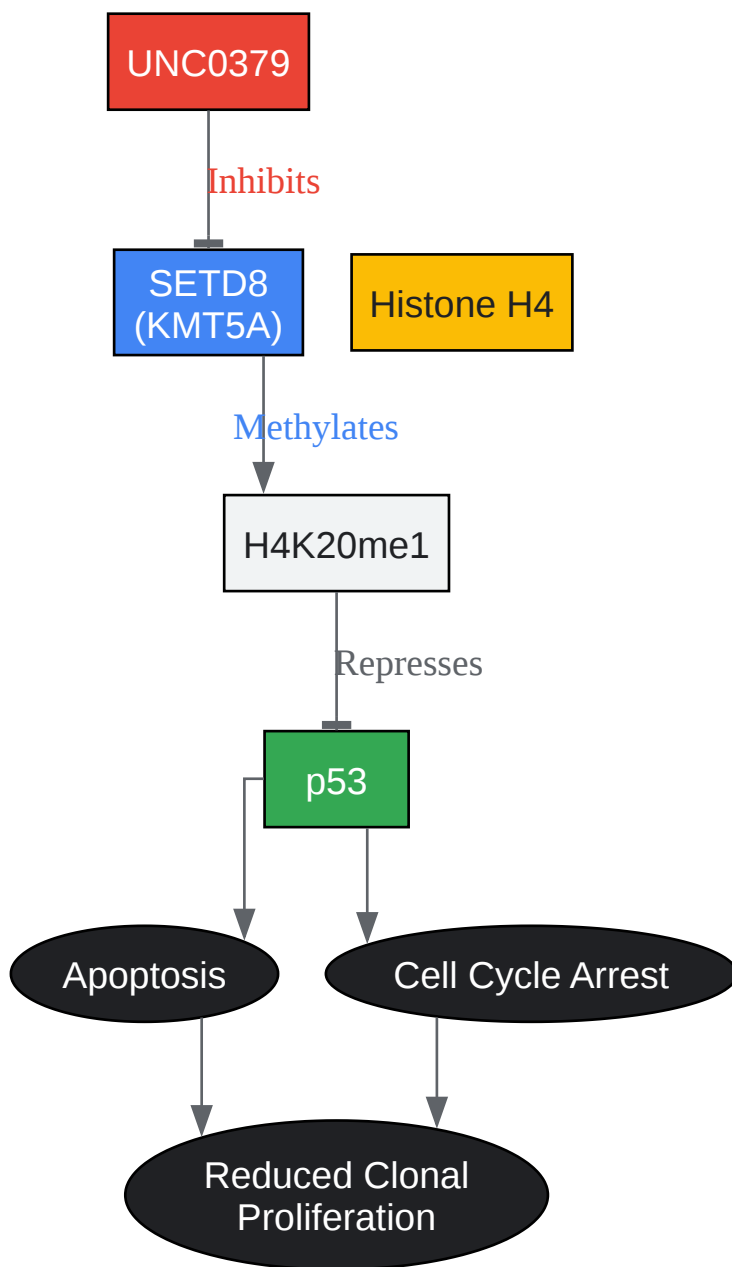 UNC0379
Inhibits
SETD8
(KMT5A)
Histone H4
Methylates
H4K20me1
Represses
p53
Apoptosis
Cell Cycle Arrest
Reduced Clonal
Proliferation